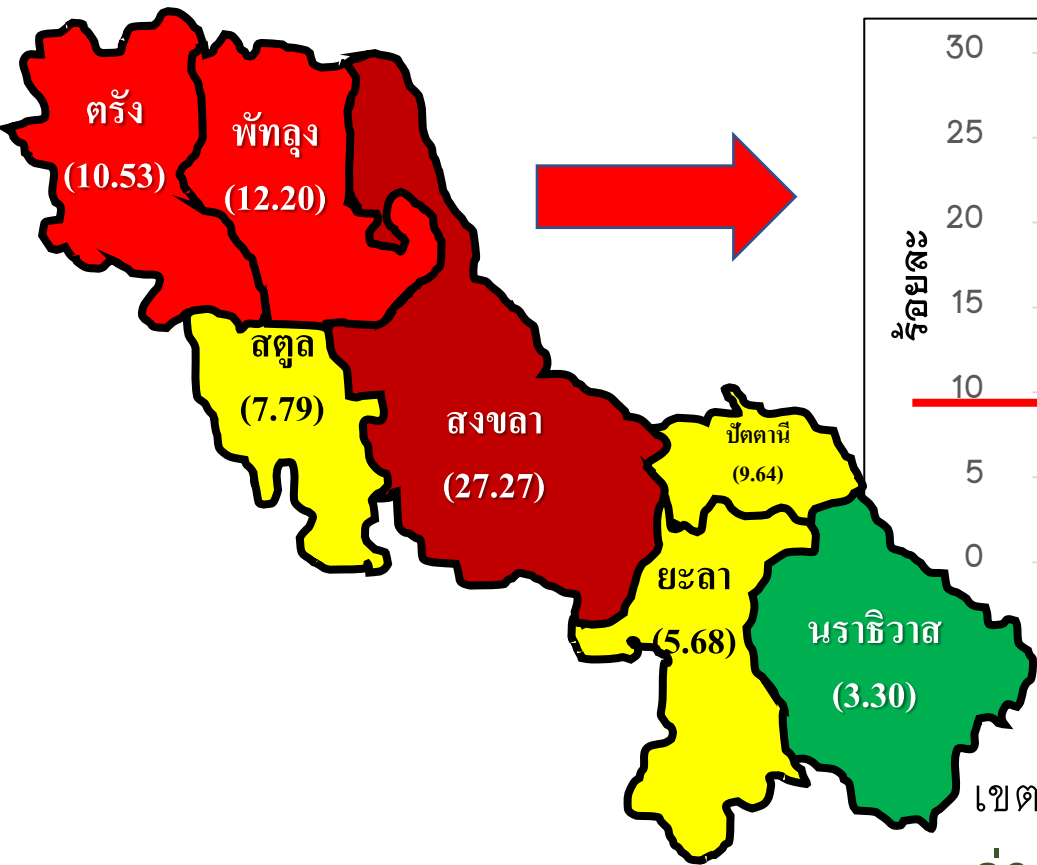 ตรัง
(10.53)
พัทลุง
(12.20)
สตูล
(7.79)
สงขลา
(27.27)
ปัตตานี
(9.64)
ยะลา
(5.68)
นราธิวาส
(3.30)
ร้อยละ
30
25
20
15
10
5
0
เขต